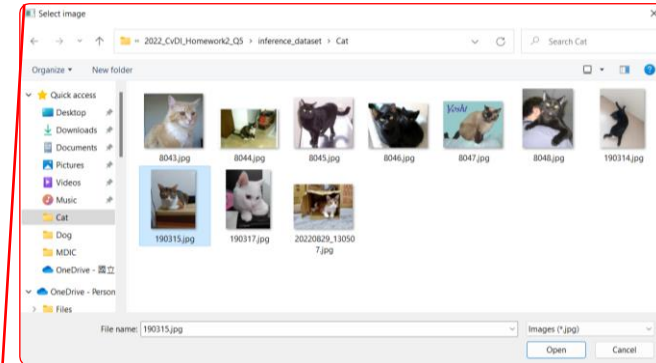 Select image
« 2022_CvDI_Homework2_Q5 › inference_dataset › Cat
Search Cat
Organize
New folder
Quick access
Desktop
Downloads
Documents
Pictures
Videos
Music
Cat
Dog
MDIC
OneDrive - 國立
OneDrive - Person
Files
Yoshi
8043.jpg
8044.jpg
8045.jpg
8046.jpg
8047.jpg
8048.jpg
190314.jpg
190315.jpg
190317.jpg
20220829_13050
7.jpg
File name: 190315.jpg
Images (*.jpg)
Open
Cancel